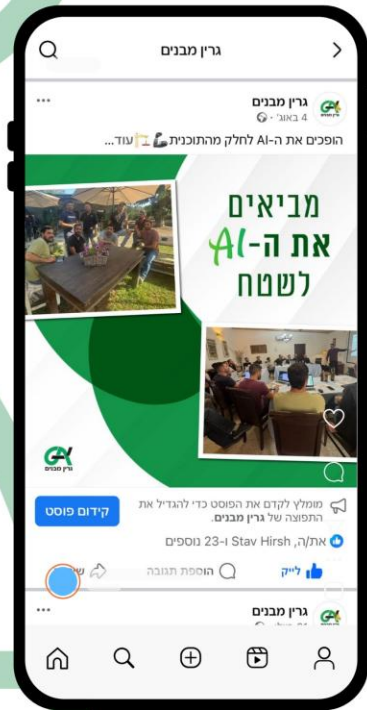 גרין מבנים
גרין מבנים
4 באוג׳ ·
הופכים את ה-AI לחלק מהתוכנית עוד...
מביאים
את ה-AI
לשטח
גרין מבנים
מומלץ לקדם את הפוסט כדי להגדיל את
התפוצה של גרין מבנים.
קידום פוסט
את/ה, Stav Hirsh ו-23 נוספים
לייק
הוספת תגובה
גרין מבנים